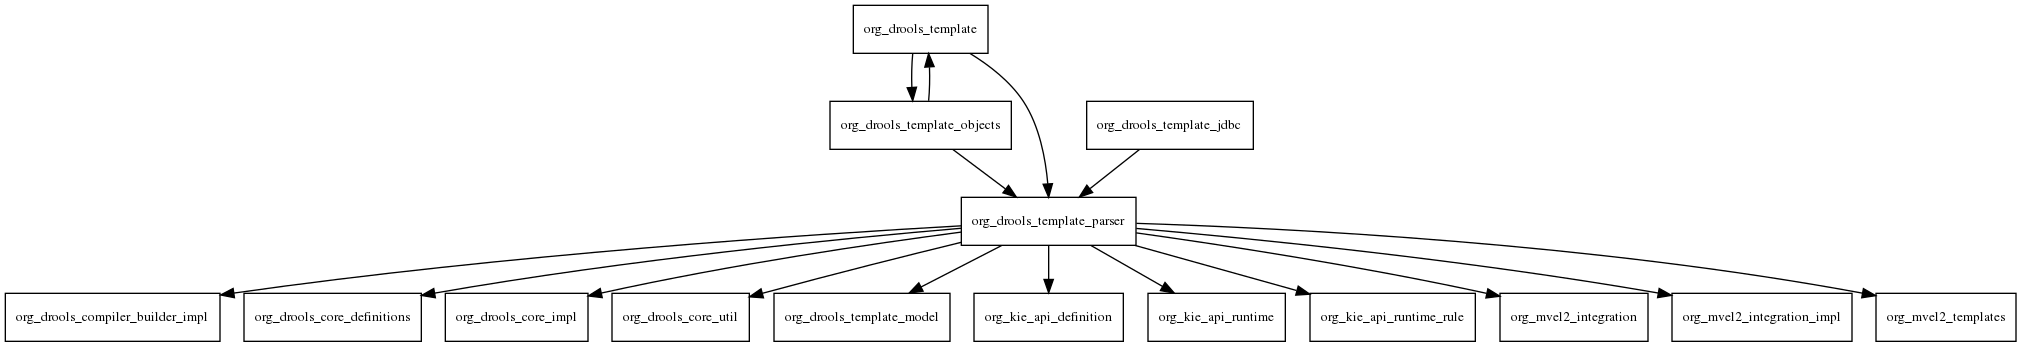 org_drools_template
org_drools_template_objects
org_drools_template_jdbc
org_drools_template_parser
org_drools_compiler_builder_impl
org_drools_core_definitions
org_drools_core_impl
org_drools_core_util
org_drools_template_model
org_kie_api_definition
org_kie_api_runtime
org_kie_api_runtime_rule
org_mvel2_integration
org_mvel2_integration_impl
org_mvel2_templates